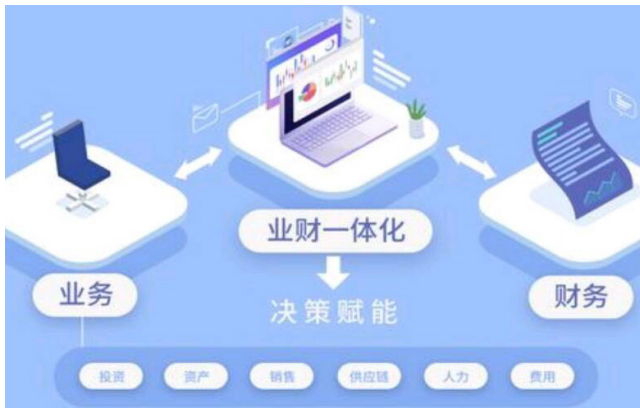 业财一体化
业务
财务
决策赋能
投资
资产
销售
供应链
人力
费用